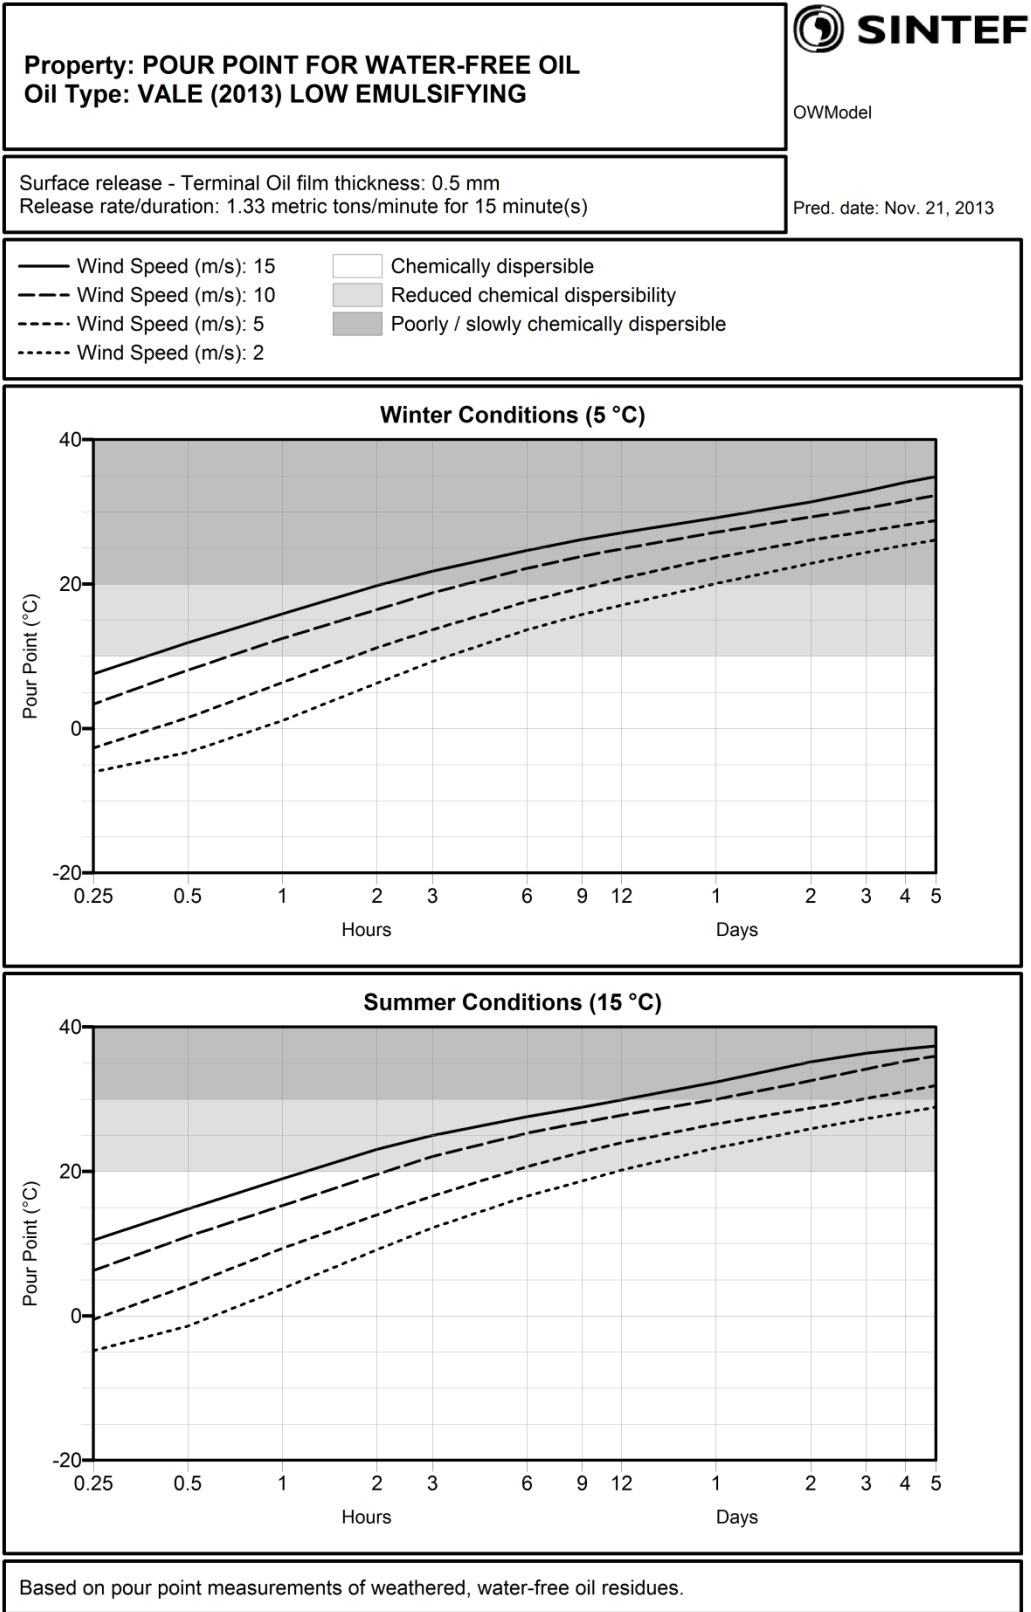 Property: POUR POINT FOR WATER-FREE OIL
Oil Type: VALE (2013) LOW EMULSIFYING
SINTEF
OWModel
Surface release - Terminal Oil film thickness: 0.5 mm
Release rate/duration: 1.33 metric tons/minute for 15 minute(s)
Pred. date: Nov. 21, 2013
Wind Speed (m/s): 15
Wind Speed (m/s): 10
Wind Speed (m/s): 5
Wind Speed (m/s): 2
Chemically dispersible
Reduced chemical dispersibility
Poorly / slowly chemically dispersible
Winter Conditions (5 °C)
Pour Point (°C)
40
20
0
-20
0.25 0.5 1 2 3 6 9 12 1 2 3 4 5
Hours Days
Summer Conditions (15 °C)
Pour Point (°C)
40
20
0
-20
0.25 0.5 1 2 3 6 9 12 1 2 3 4 5
Hours Days
Based on pour point measurements of weathered, water-free oil residues.